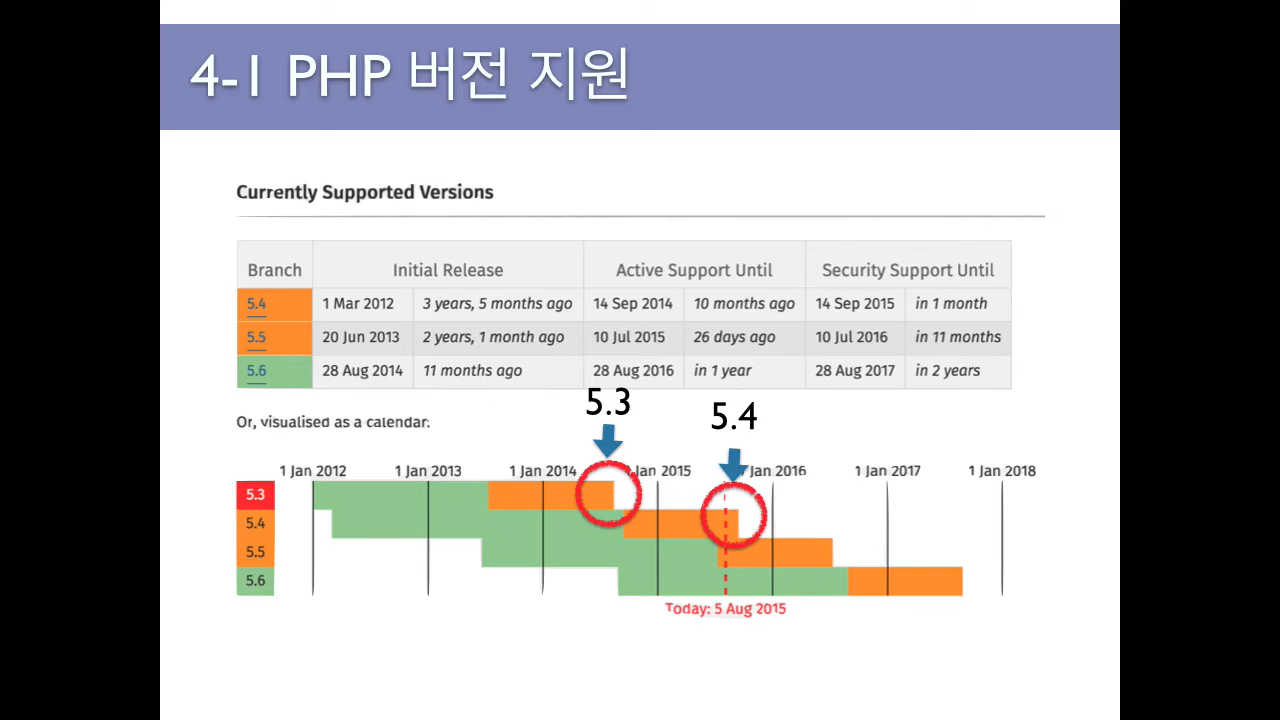 4-1 PHP 버전 지원
Currently Supported Versions
Branch Initial Release Active Support Until Security Support Until
5.4 1 Mar 2012 3 years, 5 months ago 14 Sep 2014 10 months ago 14 Sep 2015 in 1 month
5.5 20 Jun 2013 2 years, 1 month ago 10 Jul 2015 26 days ago 10 Jul 2016 in 11 months
5.6 28 Aug 2014 11 months ago 28 Aug 2016 in 1 year 28 Aug 2017 in 2 years
5.3 5.4
Or, visualised as a calendar.
1 Jan 2012 1 Jan 2013 1 Jan 2014 Jan 2015 Jan 2016 1 Jan 2017 1 Jan 2018
5.3
5.4
5.5
5.6
Today: 5 Aug 2015